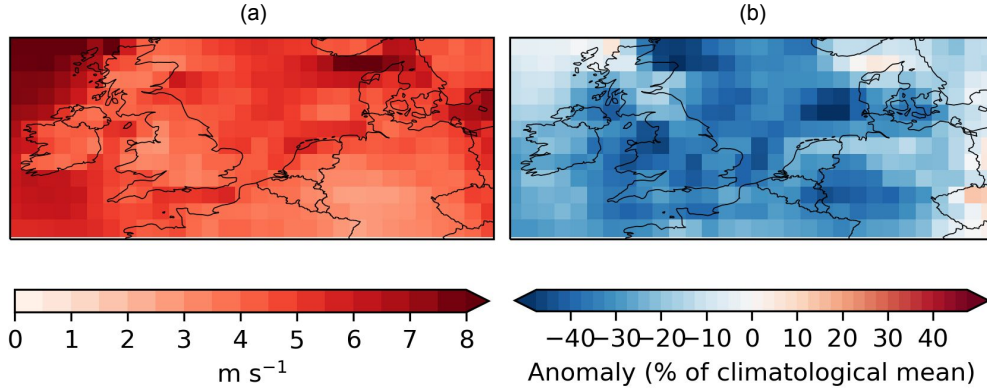 (a) (b)
0 1 2 3 4 5 6 7 8
m s⁻¹
−40 −30 −20 −10 0 10 20 30 40
Anomaly (% of climatological mean)